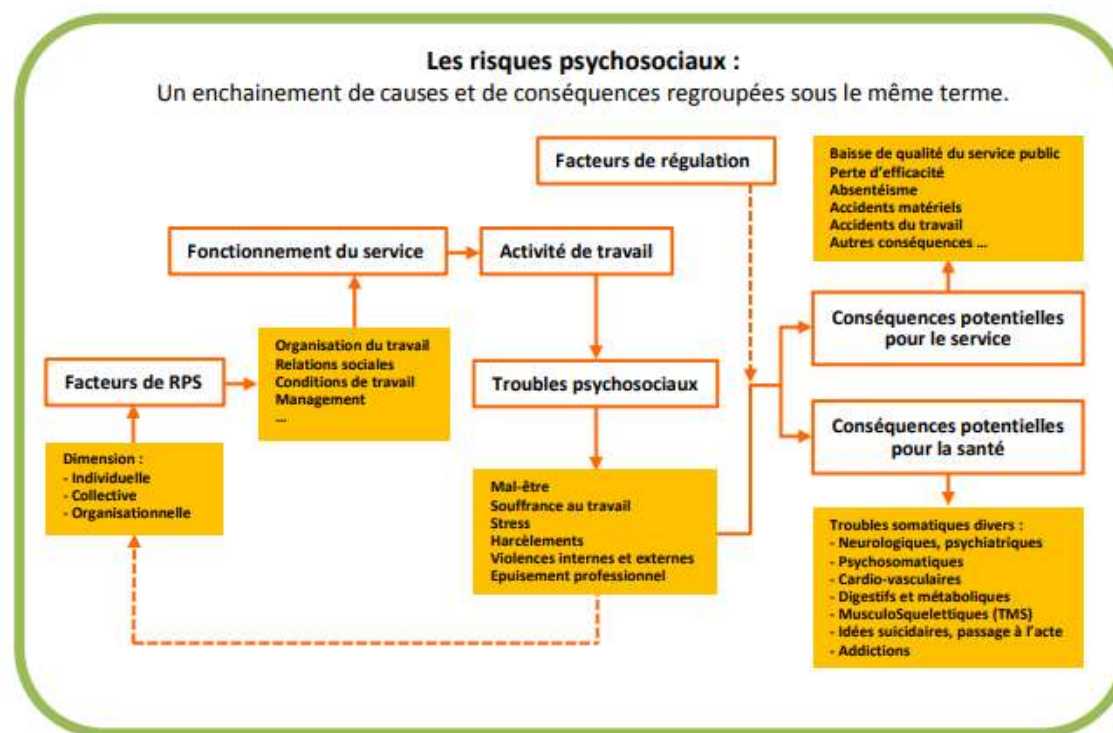 Les risques psychosociaux :
Un enchainement de causes et de conséquences regroupées sous le même terme.
Facteurs de régulation
Baisse de qualité du service public
Perte d'efficacité
Absentéisme
Accidents matériels
Accidents du travail
Autres conséquences ...
Fonctionnement du service
Activité de travail
Conséquences potentielles
pour le service
Organisation du travail
Relations sociales
Conditions de travail
Management
...
Facteurs de RPS
Troubles psychosociaux
Conséquences potentielles
pour la santé
Dimension :
- Individuelle
- Collective
- Organisationnelle
Mal-être
Souffrance au travail
Stress
Harcèlements
Violences internes et externes
Epuisement professionnel
Troubles somatiques divers :
- Neurologiques, psychiatriques
- Psychosomatiques
- Cardio-vasculaires
- Digestifs et métaboliques
- MusculoSquelettiques (TMS)
- Idées suicidaires, passage à l'acte
- Addictions